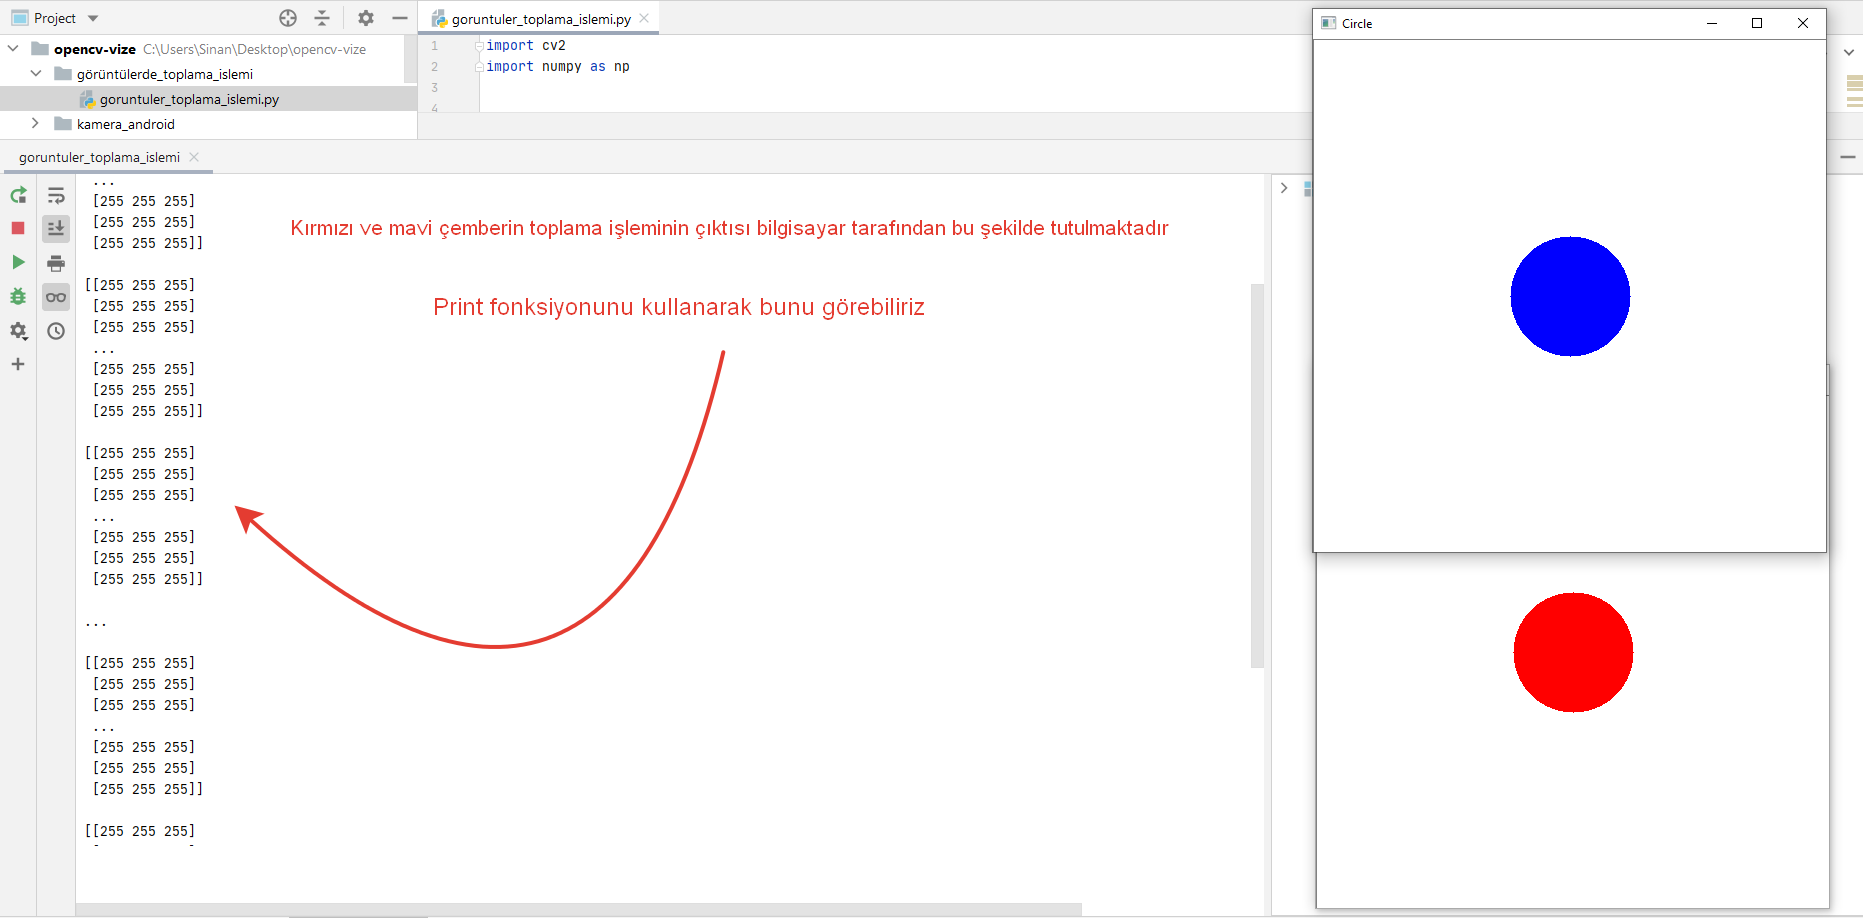 Project
goruntuler_toplama_islemi.py
opencv-vize C:\Users\Sinan\Desktop\opencv-vize
görüntülerde_toplama_islemi
goruntuler_toplama_islemi.py
kamera_android
1 import cv2
2 import numpy as np
3
4
Circle
goruntuler_toplama_islemi
...
[255 255 255]
[255 255 255]
[255 255 255]]
Kırmızı ve mavi çemberin toplama işleminin çıktısı bilgisayar tarafından bu şekilde tutulmaktadır
Print fonksiyonunu kullanarak bunu görebiliriz
[[255 255 255]
[255 255 255]
[255 255 255]
...
[255 255 255]
[255 255 255]
[255 255 255]]
[[255 255 255]
[255 255 255]
[255 255 255]
...
[255 255 255]
[255 255 255]
[255 255 255]]
...
[[255 255 255]
[255 255 255]
[255 255 255]
...
[255 255 255]
[255 255 255]
[255 255 255]]
[[255 255 255]